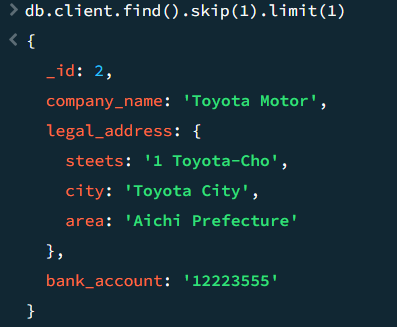 > db.client.find().skip(1).limit(1)
< {
_id: 2,
company_name: 'Toyota Motor',
legal_address: {
steets: '1 Toyota-Cho',
city: 'Toyota City',
area: 'Aichi Prefecture'
},
bank_account: '12223555'
}